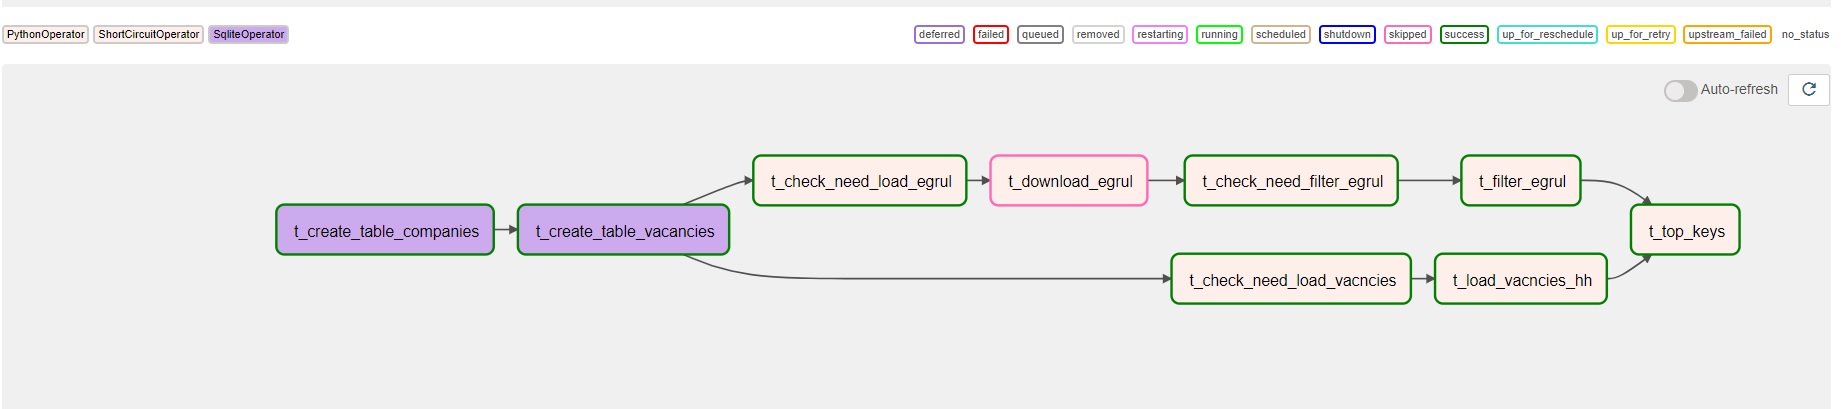 PythonOperator ShortCircuitOperator SqliteOperator deferred failed queued removed restarting running scheduled shutdown skipped success up_for_reschedule up_for_retry upstream_failed no_status
Auto-refresh
t_check_need_load_egrul t_download_egrul t_check_need_filter_egrul t_filter_egrul
t_create_table_companies t_create_table_vacancies t_top_keys
t_check_need_load_vacncies t_load_vacncies_hh